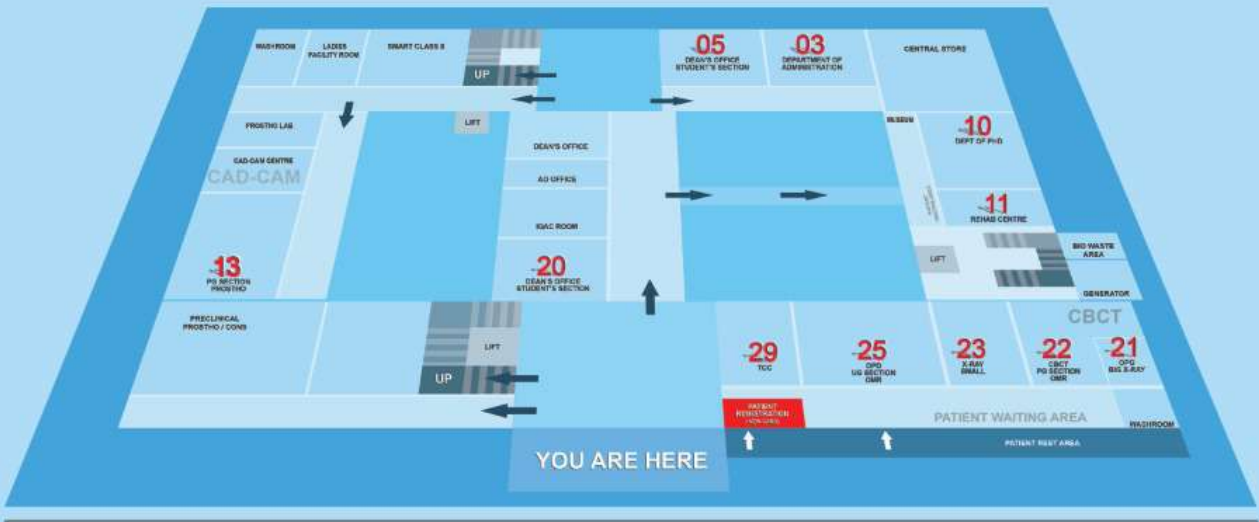 WASHROOM
LADIES
FACILITY ROOM
SMART CLASS II
UP
05
DEAN'S OFFICE
STUDENT'S SECTION
03
DEPARTMENT OF
ADMINISTRATION
CENTRAL STORE
PROSTHO LAB
CAD-CAM CENTRE
CAD-CAM
13
PG SECTION
PROSTHO
LIFT
DEAN'S OFFICE
AO OFFICE
IQAC ROOM
20
DEAN'S OFFICE
STUDENT'S SECTION
MUSEUM
10
DEPT OF PHD
11
REHAB CENTRE
LIFT
BIO WASTE
AREA
GENERATOR
PRECLINICAL
PROSTHO / CONS
LIFT
UP
29
TCC
25
OPD
UG SECTION
OMR
23
X-RAY
SMALL
CBCT
22
CBCT
PG SECTION
OMR
21
OPG
BIG X-RAY
PATIENT
REGISTRATION
PATIENT WAITING AREA
WASHROOM
PATIENT REST AREA
YOU ARE HERE